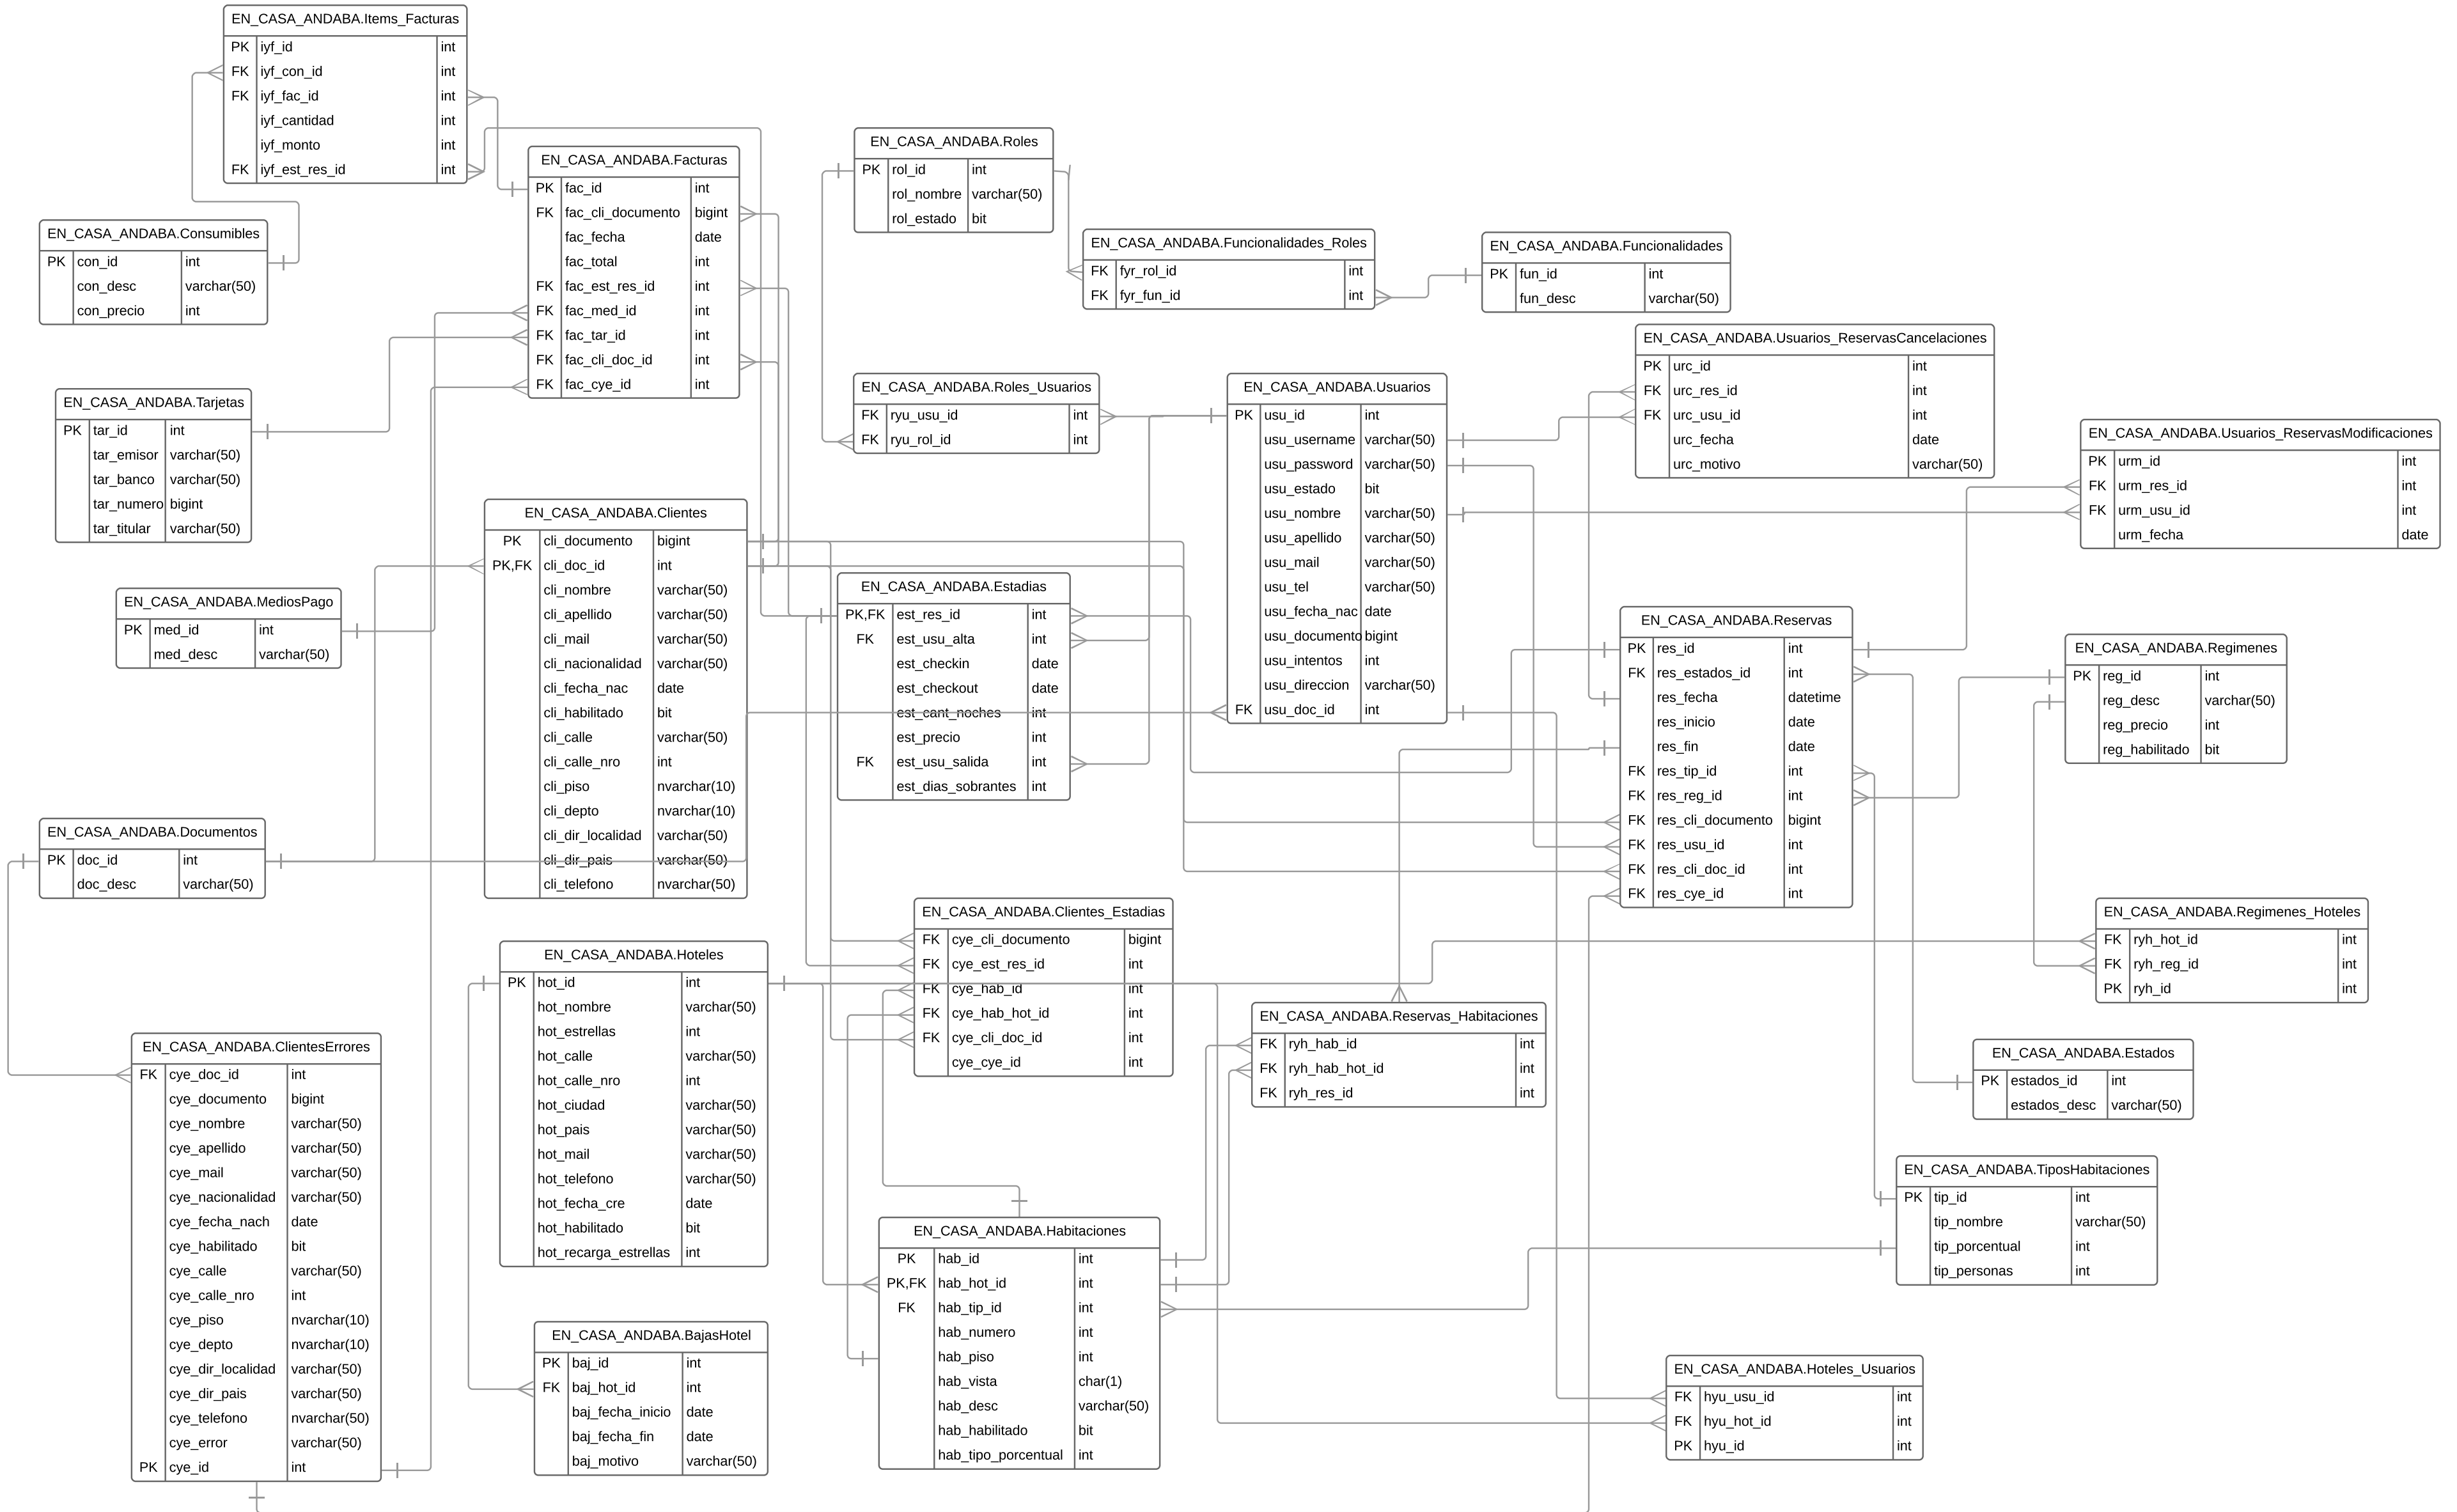 EN_CASA_ANDABA.Items_Facturas
PK iyf_id int
FK iyf_con_id int
FK iyf_fac_id int
iyf_cantidad int
iyf_monto int
FK iyf_est_res_id int
EN_CASA_ANDABA.Facturas
PK fac_id int
FK fac_cli_documento bigint
fac_fecha date
fac_total int
FK fac_est_res_id int
FK fac_med_id int
FK fac_tar_id int
FK fac_cli_doc_id int
FK fac_cye_id int
EN_CASA_ANDABA.Roles
PK rol_id int
rol_nombre varchar(50)
rol_estado bit
EN_CASA_ANDABA.Funcionalidades_Roles
FK fyr_rol_id int
FK fyr_fun_id int
EN_CASA_ANDABA.Funcionalidades
PK fun_id int
fun_desc varchar(50)
EN_CASA_ANDABA.Consumibles
PK con_id int
con_desc varchar(50)
con_precio int
EN_CASA_ANDABA.Usuarios_ReservasCancelaciones
PK urc_id int
FK urc_res_id int
FK urc_usu_id int
urc_fecha date
urc_motivo varchar(50)
EN_CASA_ANDABA.Tarjetas
PK tar_id int
tar_emisor varchar(50)
tar_banco varchar(50)
tar_numero bigint
tar_titular varchar(50)
EN_CASA_ANDABA.Roles_Usuarios
FK ryu_usu_id int
FK ryu_rol_id int
EN_CASA_ANDABA.Usuarios
PK usu_id int
usu_username varchar(50)
usu_password varchar(50)
usu_estado bit
usu_nombre varchar(50)
usu_apellido varchar(50)
usu_mail varchar(50)
usu_tel varchar(50)
usu_fecha_nac date
usu_documento bigint
usu_intentos int
usu_direccion varchar(50)
FK usu_doc_id int
EN_CASA_ANDABA.Usuarios_ReservasModificaciones
PK urm_id int
FK urm_res_id int
FK urm_usu_id int
urm_fecha date
EN_CASA_ANDABA.Clientes
PK cli_documento bigint
PK,FK cli_doc_id int
cli_nombre varchar(50)
cli_apellido varchar(50)
cli_mail varchar(50)
cli_nacionalidad varchar(50)
cli_fecha_nac date
cli_habilitado bit
cli_calle varchar(50)
cli_calle_nro int
cli_piso nvarchar(10)
cli_depto nvarchar(10)
cli_dir_localidad varchar(50)
cli_dir_pais varchar(50)
cli_telefono nvarchar(50)
EN_CASA_ANDABA.MediosPago
PK med_id int
med_desc varchar(50)
EN_CASA_ANDABA.Estadias
PK,FK est_res_id int
FK est_usu_alta int
est_checkin date
est_checkout date
est_cant_noches int
est_precio int
FK est_usu_salida int
est_dias_sobrantes int
EN_CASA_ANDABA.Reservas
PK res_id int
FK res_estados_id int
res_fecha datetime
res_inicio date
res_fin date
FK res_tip_id int
FK res_reg_id int
FK res_cli_documento bigint
FK res_usu_id int
FK res_cli_doc_id int
FK res_cye_id int
EN_CASA_ANDABA.Regimenes
PK reg_id int
reg_desc varchar(50)
reg_precio int
reg_habilitado bit
EN_CASA_ANDABA.Documentos
PK doc_id int
doc_desc varchar(50)
EN_CASA_ANDABA.Clientes_Estadias
FK cye_cli_documento bigint
FK cye_est_res_id int
FK cye_hab_id int
FK cye_hab_hot_id int
FK cye_cli_doc_id int
cye_cye_id int
EN_CASA_ANDABA.Regimenes_Hoteles
FK ryh_hot_id int
FK ryh_reg_id int
PK ryh_id int
EN_CASA_ANDABA.Hoteles
PK hot_id int
hot_nombre varchar(50)
hot_estrellas int
hot_calle varchar(50)
hot_calle_nro int
hot_ciudad varchar(50)
hot_pais varchar(50)
hot_mail varchar(50)
hot_telefono varchar(50)
hot_fecha_cre date
hot_habilitado bit
hot_recarga_estrellas int
EN_CASA_ANDABA.Reservas_Habitaciones
FK ryh_hab_id int
FK ryh_hab_hot_id int
FK ryh_res_id int
EN_CASA_ANDABA.ClientesErrores
FK cye_doc_id int
cye_documento bigint
cye_nombre varchar(50)
cye_apellido varchar(50)
cye_mail varchar(50)
cye_nacionalidad varchar(50)
cye_fecha_nach date
cye_habilitado bit
cye_calle varchar(50)
cye_calle_nro int
cye_piso nvarchar(10)
cye_depto nvarchar(10)
cye_dir_localidad varchar(50)
cye_dir_pais varchar(50)
cye_telefono nvarchar(50)
cye_error varchar(50)
PK cye_id int
EN_CASA_ANDABA.Estados
PK estados_id int
estados_desc varchar(50)
EN_CASA_ANDABA.TiposHabitaciones
PK tip_id int
tip_nombre varchar(50)
tip_porcentual int
tip_personas int
EN_CASA_ANDABA.Habitaciones
PK hab_id int
PK,FK hab_hot_id int
FK hab_tip_id int
hab_numero int
hab_piso int
hab_vista char(1)
hab_desc varchar(50)
hab_habilitado bit
hab_tipo_porcentual int
EN_CASA_ANDABA.BajasHotel
PK baj_id int
FK baj_hot_id int
baj_fecha_inicio date
baj_fecha_fin date
baj_motivo varchar(50)
EN_CASA_ANDABA.Hoteles_Usuarios
FK hyu_usu_id int
FK hyu_hot_id int
PK hyu_id int